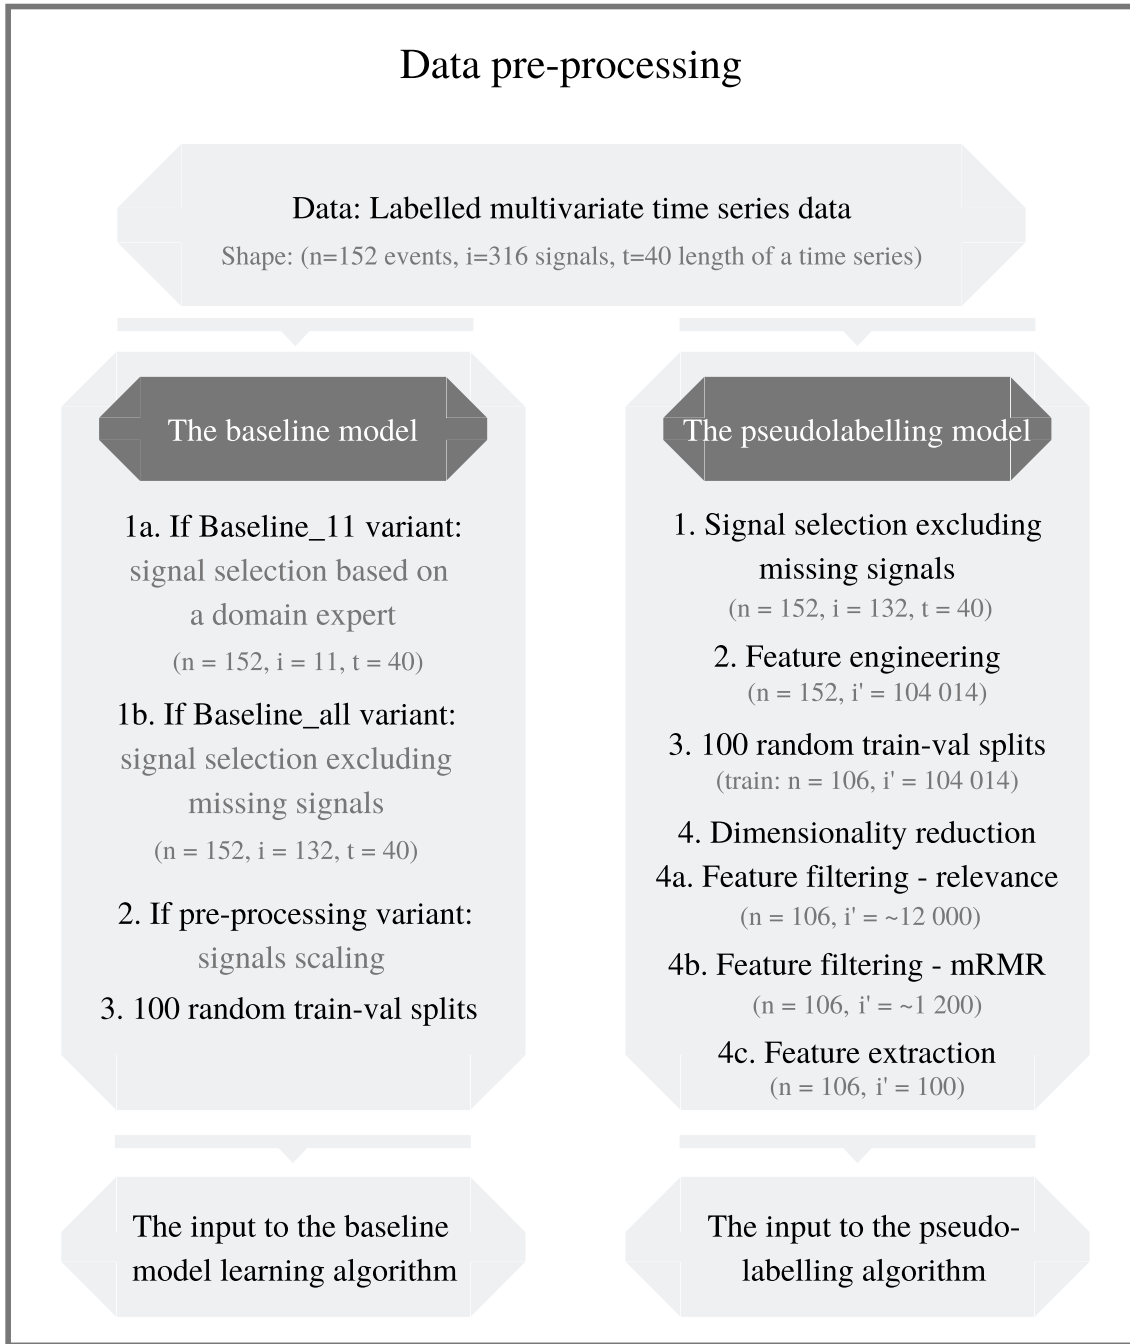 Data pre-processing
Data: Labelled multivariate time series data
Shape: (n=152 events, i=316 signals, t=40 length of a time series)
The baseline model
1a. If Baseline_11 variant:
signal selection based on
a domain expert
(n = 152, i = 11, t = 40)
1b. If Baseline_all variant:
signal selection excluding
missing signals
(n = 152, i = 132, t = 40)
2. If pre-processing variant:
signals scaling
3. 100 random train-val splits
The input to the baseline
model learning algorithm
The pseudolabelling model
1. Signal selection excluding
missing signals
(n = 152, i = 132, t = 40)
2. Feature engineering
(n = 152, i' = 104 014)
3. 100 random train-val splits
(train: n = 106, i' = 104 014)
4. Dimensionality reduction
4a. Feature filtering - relevance
(n = 106, i' = ~12 000)
4b. Feature filtering - mRMR
(n = 106, i' = ~1 200)
4c. Feature extraction
(n = 106, i' = 100)
The input to the pseudo-
labelling algorithm